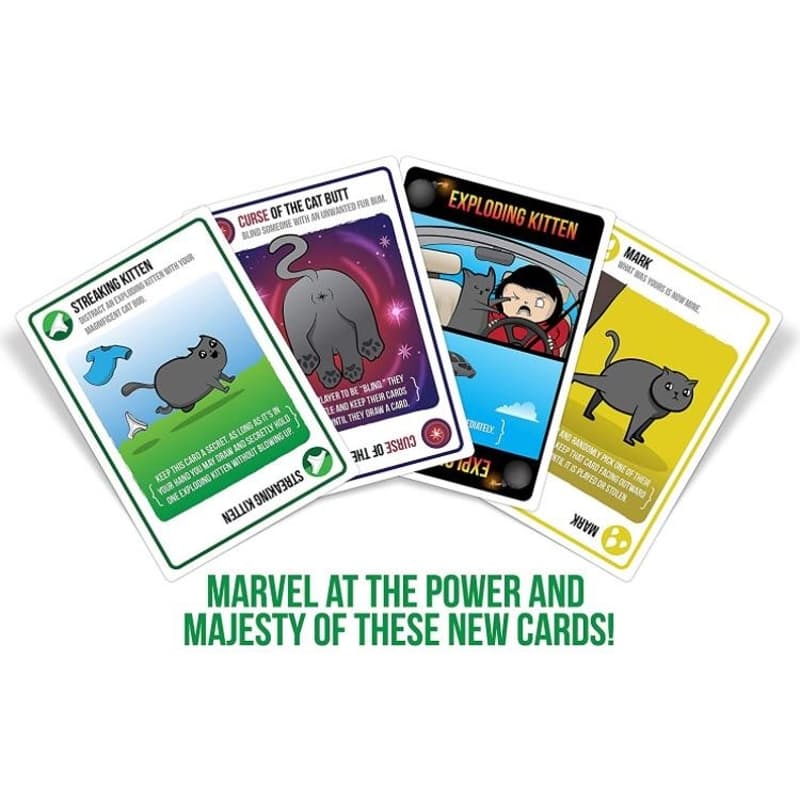 STREAKING KITTEN
DISTRACT AN EXPLODING KITTEN WITH YOUR
MAGNIFICENT CAT BOD.
KEEP THIS CARD A SECRET. AS LONG AS IT'S IN
YOUR HAND YOU MAY DRAW AND SECRETLY HOLD
ONE EXPLODING KITTEN WITHOUT BLOWING UP.
STREAKING KITTEN
CURSE OF THE CAT BUTT
BLIND SOMEONE WITH AN UNWANTED FUR BUM.
PLAYER TO BE "BLIND." THEY
AND KEEP THEIR CARDS
UNTIL THEY DRAW A CARD.
CURSE OF THE
EXPLODING KITTEN
EXPLO
MARK
WHAT WAS YOURS IS NOW MINE.
AND RANDOMLY PICK ONE OF THEIR
KEEP THAT CARD FACING OUTWARD
UNTIL IT IS PLAYED OR STOLEN.
MARK
MARVEL AT THE POWER AND
MAJESTY OF THESE NEW CARDS!